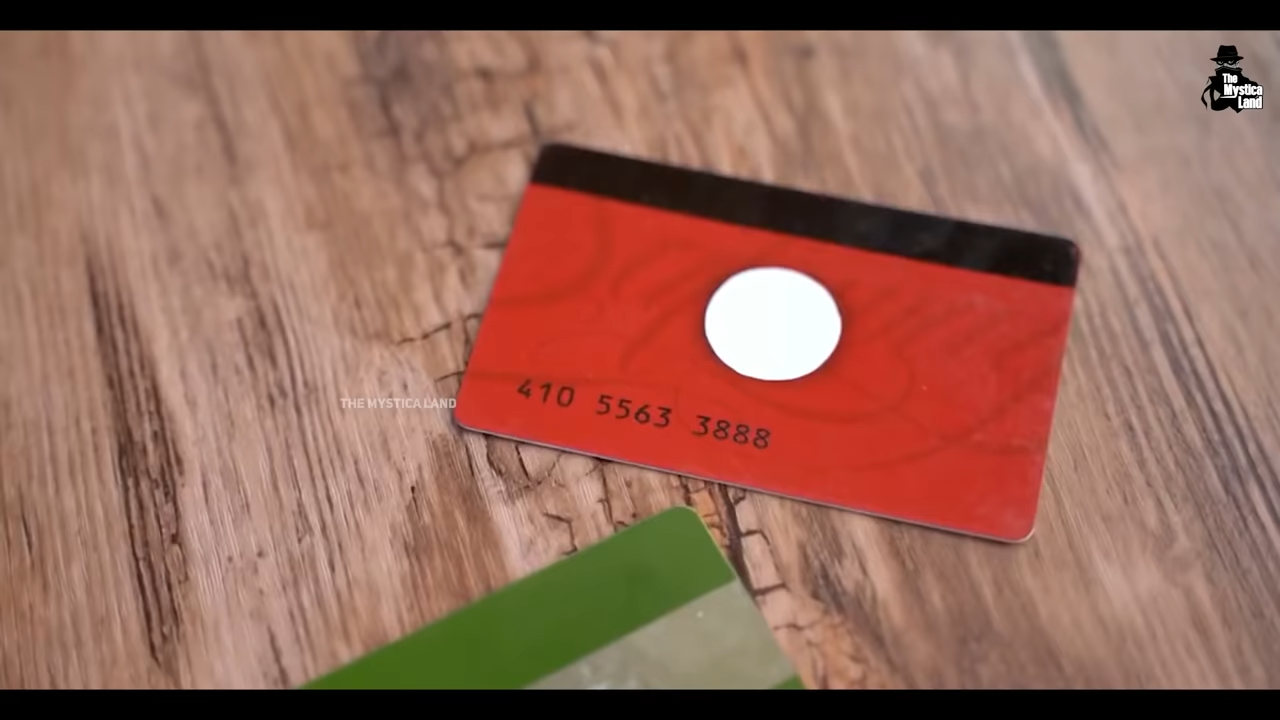 The
Mystica
Land
THE MYSTICA LAND
410 5563 3888